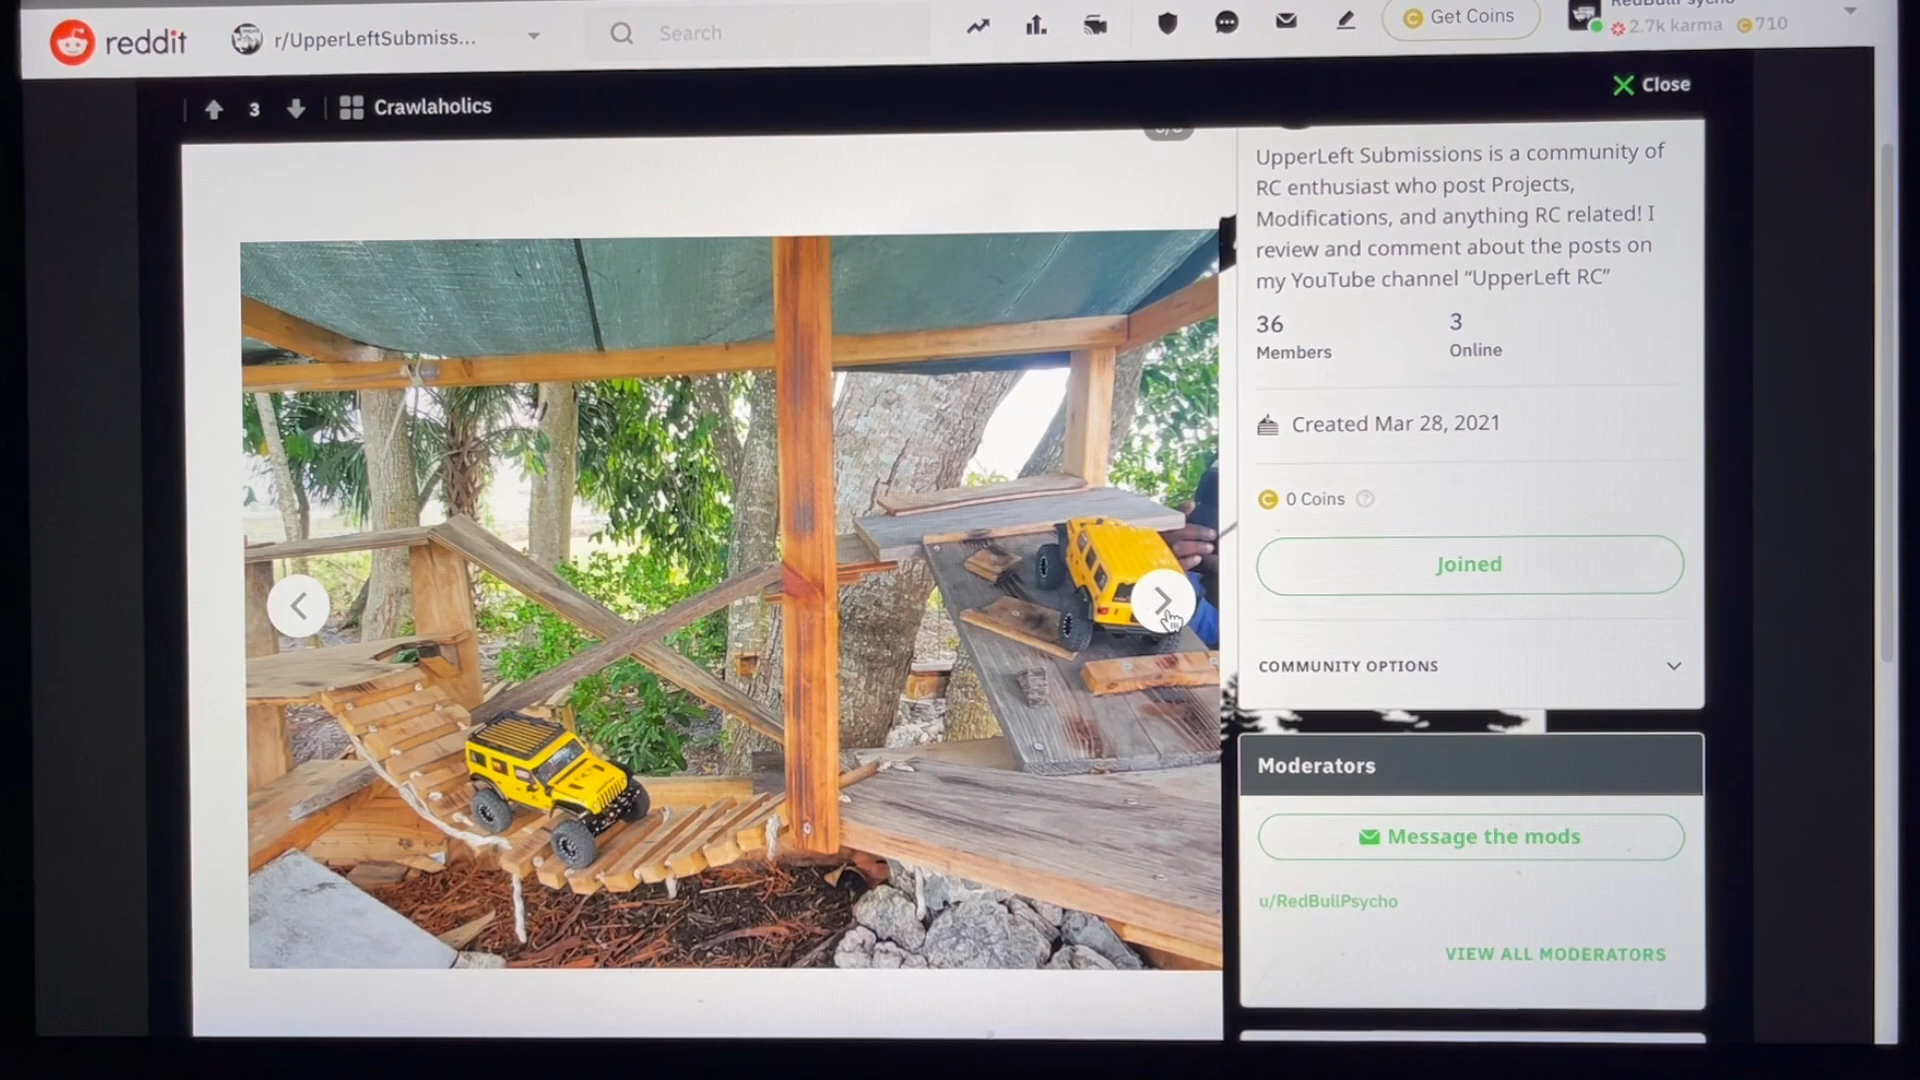 reddit
r/UpperLeftSubmiss...
Search
Get Coins
2.7k karma
710
3
Crawlaholics
Close
UpperLeft Submissions is a community of
RC enthusiast who post Projects,
Modifications, and anything RC related! I
review and comment about the posts on
my YouTube channel “UpperLeft RC”
36
Members
3
Online
Created Mar 28, 2021
0 Coins
Joined
COMMUNITY OPTIONS
Moderators
Message the mods
u/RedBullPsycho
VIEW ALL MODERATORS